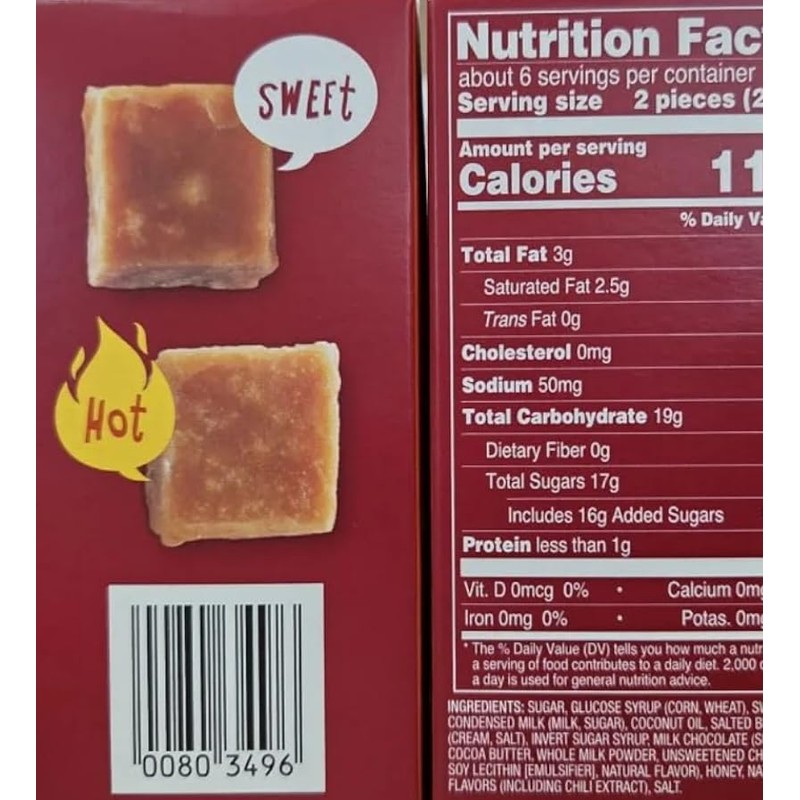 SWEEt
Hot
0080 3496
Nutrition Fac
about 6 servings per container
Serving size 2 pieces (2
Amount per serving
Calories 11
% Daily Va
Total Fat 3g
Saturated Fat 2.5g
Trans Fat 0g
Cholesterol 0mg
Sodium 50mg
Total Carbohydrate 19g
Dietary Fiber 0g
Total Sugars 17g
Includes 16g Added Sugars
Protein less than 1g
Vit. D 0mcg 0% • Calcium 0mg
Iron 0mg 0% • Potas. 0mg
* The % Daily Value (DV) tells you how much a nutr
a serving of food contributes to a daily diet. 2,000 c
a day is used for general nutrition advice.
INGREDIENTS: SUGAR, GLUCOSE SYRUP (CORN, WHEAT), SW
CONDENSED MILK (MILK, SUGAR), COCONUT OIL, SALTED B
(CREAM, SALT), INVERT SUGAR SYRUP, MILK CHOCOLATE (S
COCOA BUTTER, WHOLE MILK POWDER, UNSWEETENED CH
SOY LECITHIN [EMULSIFIER], NATURAL FLAVOR), HONEY, NA
FLAVORS (INCLUDING CHILI EXTRACT), SALT.